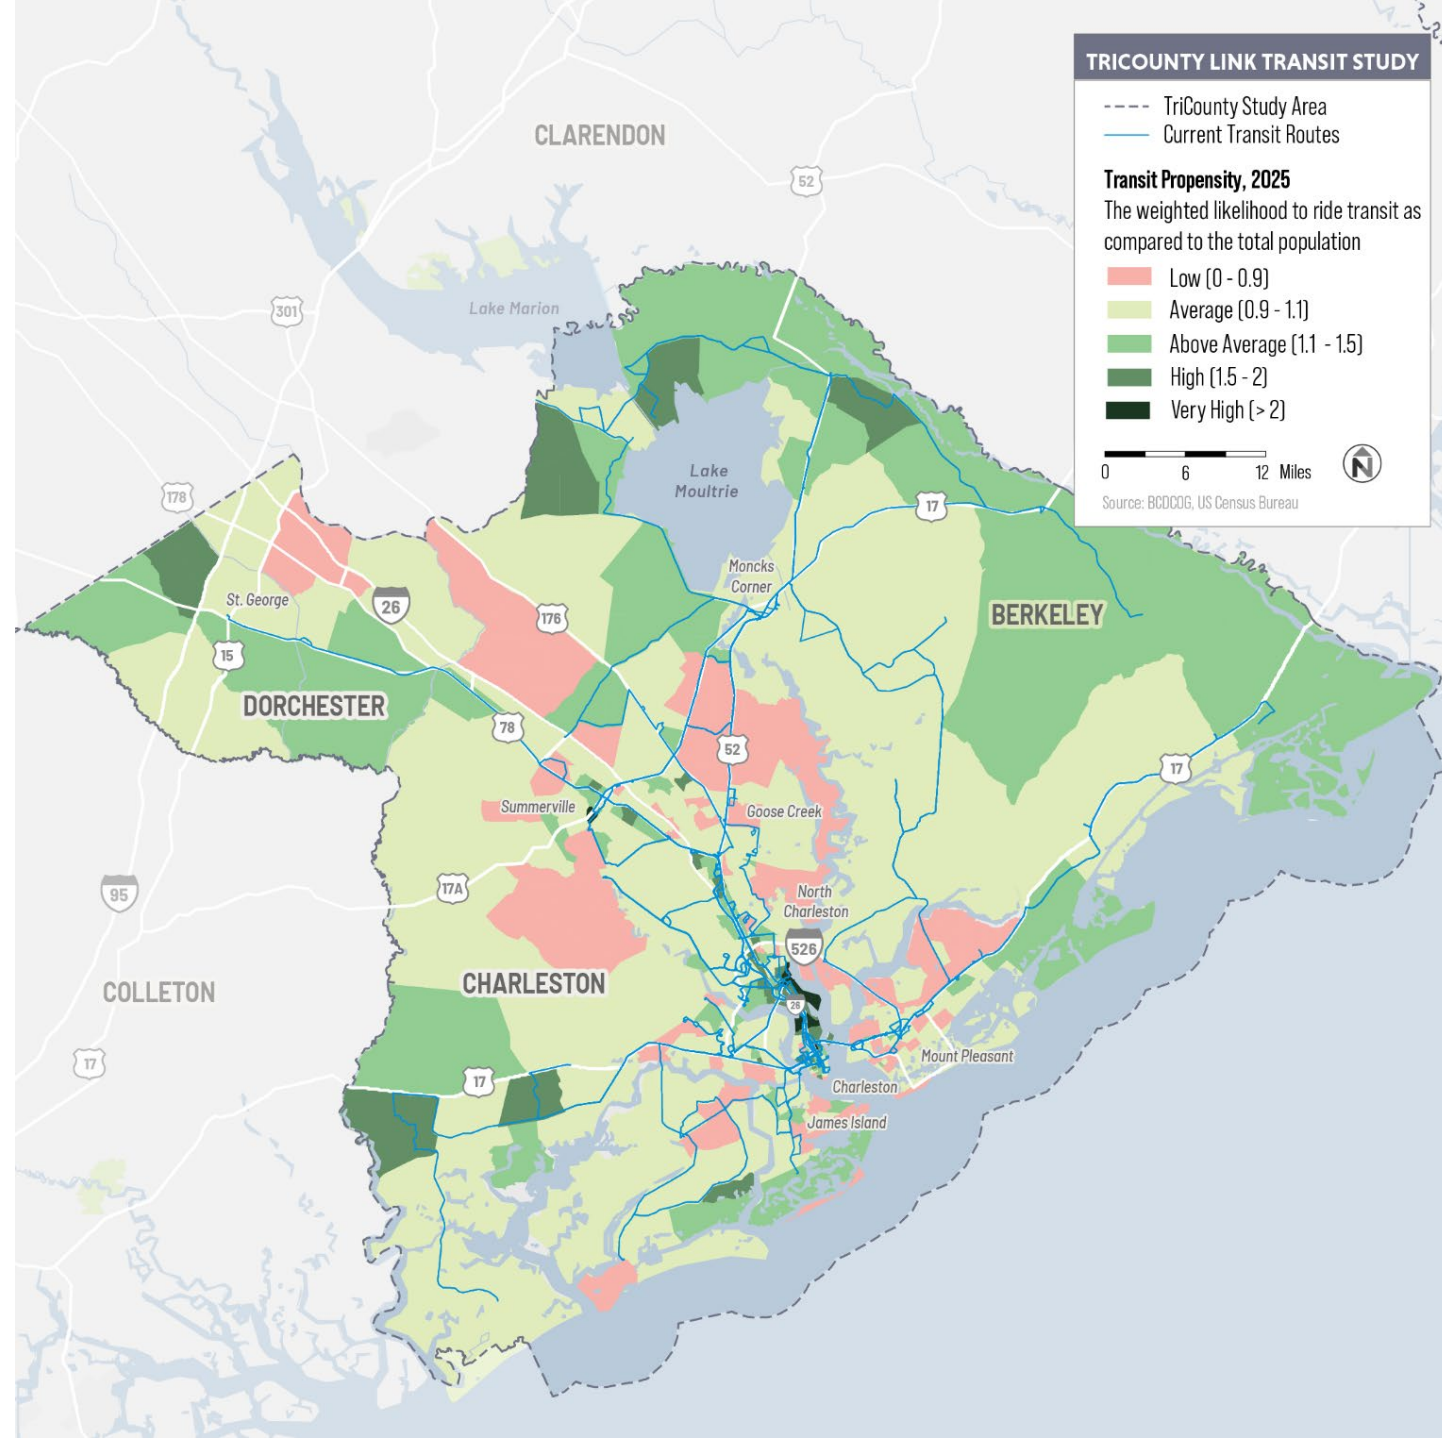 TRICOUNTY LINK TRANSIT STUDY
TriCounty Study Area
Current Transit Routes
Transit Propensity, 2025
The weighted likelihood to ride transit as
compared to the total population
Low (0 - 0.9)
Average (0.9 - 1.1)
Above Average (1.1 - 1.5)
High (1.5 - 2)
Very High (> 2)
0 6 12 Miles
N
Source: BCDCOG, US Census Bureau
CLARENDON
52
301
Lake Marion
178
Lake
Moultrie
17
Moncks
Corner
St. George
26
176
BERKELEY
15
DORCHESTER
78
52
17
Summerville
Goose Creek
95
17A
North
Charleston
526
COLLETON
CHARLESTON
26
17
17
Mount Pleasant
Charleston
James Island